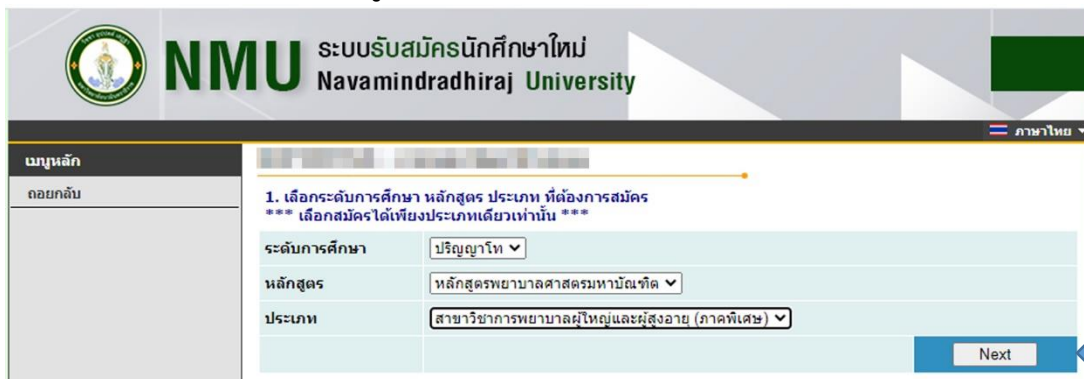 NMU ระบบรับสมัครนักศึกษาใหม่
Navamindradhiraj University
ภาษาไทย
เมนูหลัก
ถอยกลับ
1. เลือกระดับการศึกษา หลักสูตร ประเภท ที่ต้องการสมัคร
*** เลือกสมัครได้เพียงประเภทเดียวเท่านั้น ***
ระดับการศึกษา ปริญญาโท
หลักสูตร หลักสูตรพยาบาลศาสตรมหาบัณฑิต
ประเภท สาขาวิชาการพยาบาลผู้ใหญ่และผู้สูงอายุ (ภาคพิเศษ)
Next